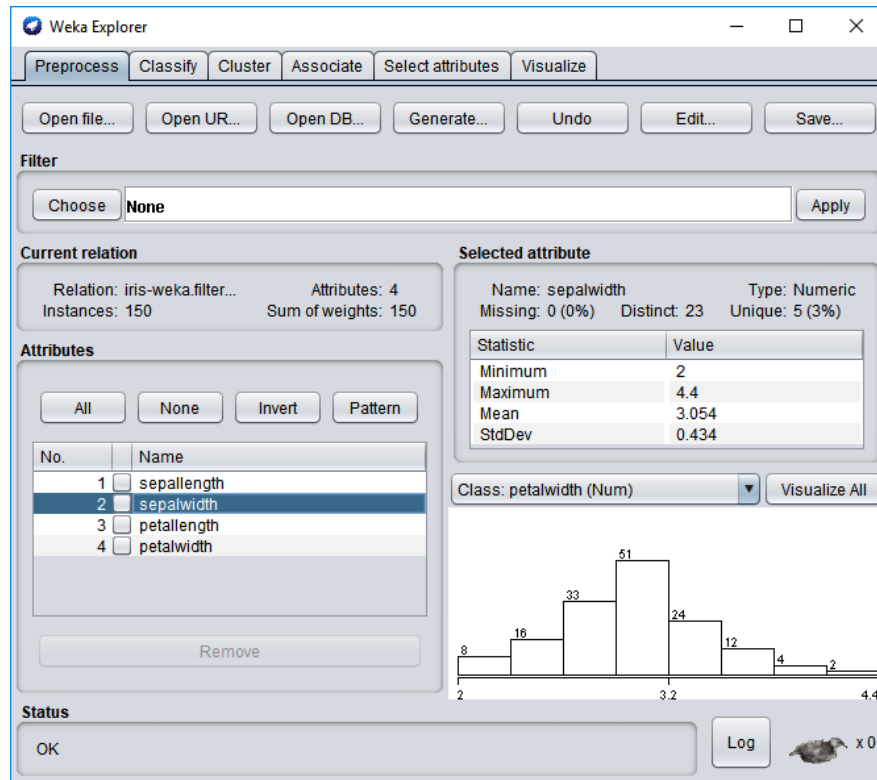 Weka Explorer
Preprocess Classify Cluster Associate Select attributes Visualize
Open file... Open UR... Open DB... Generate... Undo Edit... Save...
Filter
Choose None Apply
Current relation
Relation: iris-weka.filter... Attributes: 4
Instances: 150 Sum of weights: 150
Attributes
All None Invert Pattern
No. Name
1 sepallength
2 sepalwidth
3 petallength
4 petalwidth
Remove
Selected attribute
Name: sepalwidth Type: Numeric
Missing: 0 (0%) Distinct: 23 Unique: 5 (3%)
Statistic Value
Minimum 2
Maximum 4.4
Mean 3.054
StdDev 0.434
Class: petalwidth (Num) Visualize All
8 16 33 51 24 12 4 2
2 3.2 4.4
Status
OK
Log x 0